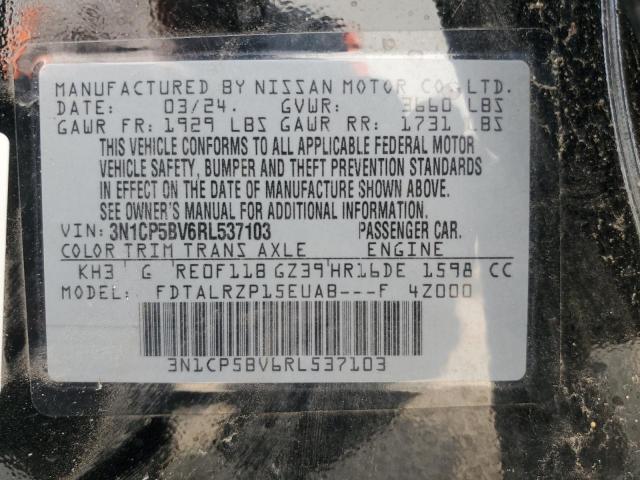 MANUFACTURED BY NISSAN MOTOR CO., LTD.
DATE: 03/24. GVWR: 3660 LBS
GAWR FR: 1929 LBS GAWR RR: 1731 LBS
THIS VEHICLE CONFORMS TO ALL APPLICABLE FEDERAL MOTOR
VEHICLE SAFETY, BUMPER AND THEFT PREVENTION STANDARDS
IN EFFECT ON THE DATE OF MANUFACTURE SHOWN ABOVE.
SEE OWNER'S MANUAL FOR ADDITIONAL INFORMATION.
VIN: 3N1CP5BV6RL537103 PASSENGER CAR.
COLOR TRIM TRANS AXLE ENGINE
KH3 G RE0F11B GZ39 HR16DE 1598 CC
MODEL: FDTALRZP15EUAB---F 4Z000
3N1CP5BV6RL537103